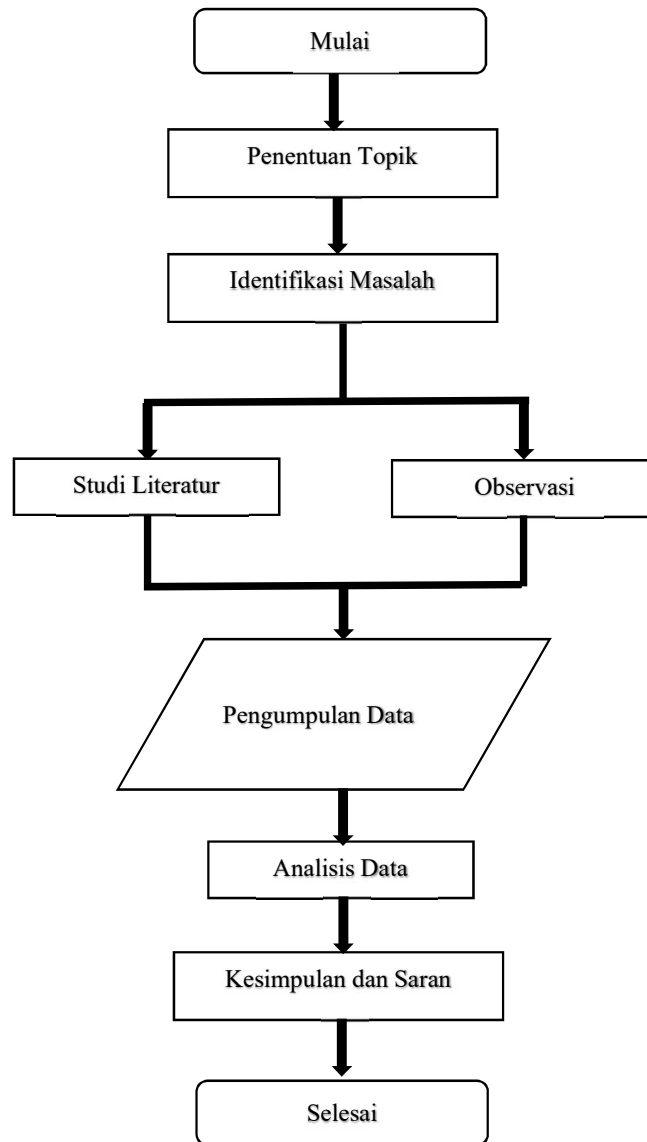 Mulai
Penentuan Topik
Identifikasi Masalah
Studi Literatur
Observasi
Pengumpulan Data
Analisis Data
Kesimpulan dan Saran
Selesai